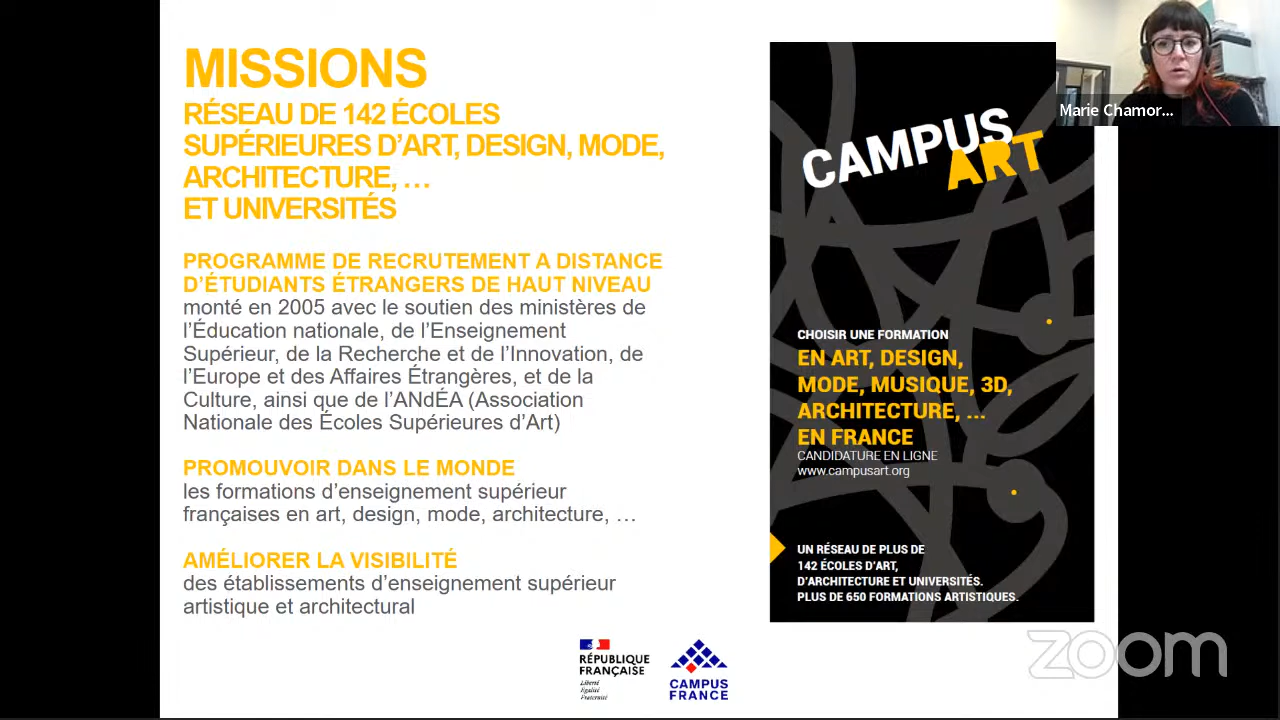 MISSIONS
RÉSEAU DE 142 ÉCOLES
SUPÉRIEURES D’ART, DESIGN, MODE,
ARCHITECTURE, …
ET UNIVERSITÉS
PROGRAMME DE RECRUTEMENT A DISTANCE
D’ÉTUDIANTS ÉTRANGERS DE HAUT NIVEAU
monté en 2005 avec le soutien des ministères de
l’Éducation nationale, de l’Enseignement
Supérieur, de la Recherche et de l’Innovation, de
l’Europe et des Affaires Étrangères, et de la
Culture, ainsi que de l’ANdÉA (Association
Nationale des Écoles Supérieures d’Art)
PROMOUVOIR DANS LE MONDE
les formations d’enseignement supérieur
françaises en art, design, mode, architecture, …
AMÉLIORER LA VISIBILITÉ
des établissements d’enseignement supérieur
artistique et architectural
RÉPUBLIQUE
FRANÇAISE
Liberté
Égalité
Fraternité
CAMPUS
FRANCE
CAMPUS
ART
CHOISIR UNE FORMATION
EN ART, DESIGN,
MODE, MUSIQUE, 3D,
ARCHITECTURE, ...
EN FRANCE
CANDIDATURE EN LIGNE
www.campusart.org
UN RÉSEAU DE PLUS DE
142 ÉCOLES D’ART,
D’ARCHITECTURE ET UNIVERSITÉS.
PLUS DE 650 FORMATIONS ARTISTIQUES.
Marie Chamor...
zoom